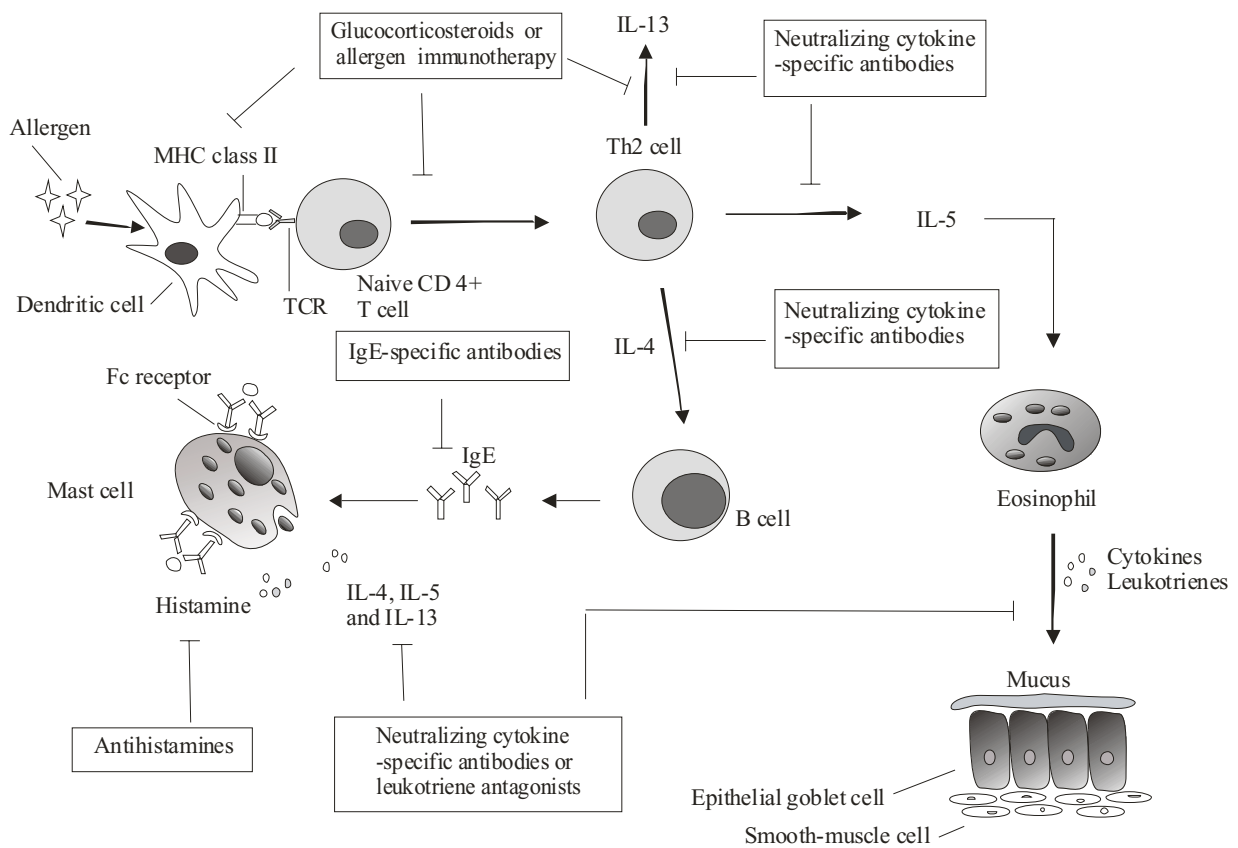 Glucocorticosteroids or
allergen immunotherapy
IL-13
Neutralizing cytokine
-specific antibodies
Allergen
MHC class II
Th2 cell
IL-5
Dendritic cell
TCR
Naive CD 4+
T cell
IgE-specific antibodies
IL-4
Neutralizing cytokine
-specific antibodies
Fc receptor
IgE
Mast cell
B cell
Eosinophil
Cytokines
Leukotrienes
Histamine
IL-4, IL-5
and IL-13
Mucus
Antihistamines
Neutralizing cytokine
-specific antibodies or
leukotriene antagonists
Epithelial goblet cell
Smooth-muscle cell